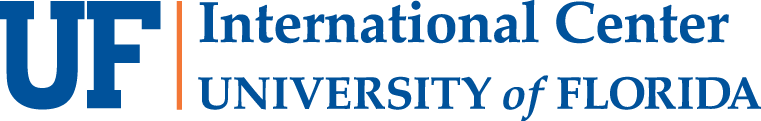 UF
International Center
UNIVERSITY of FLORIDA